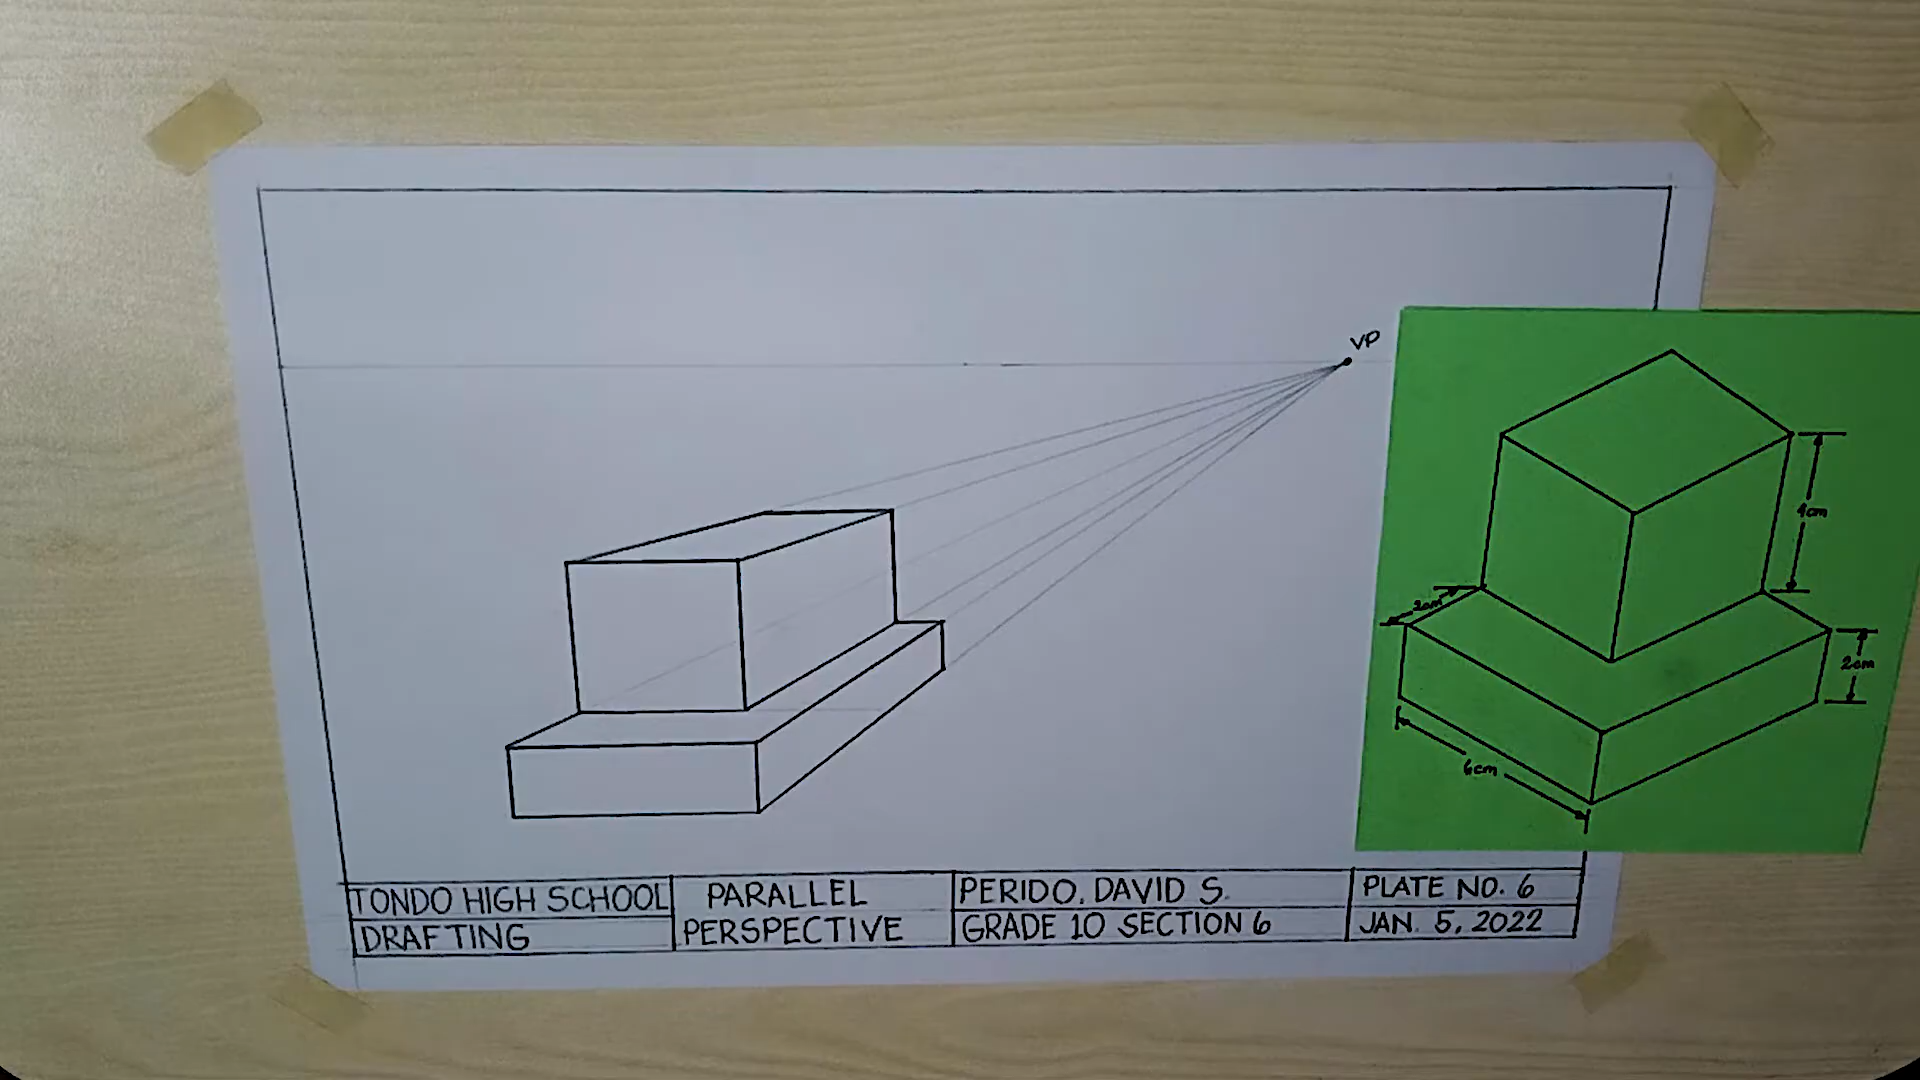 VP
4cm
2cm
2cm
6cm
TONDO HIGH SCHOOL
DRAFTING
PARALLEL
PERSPECTIVE
PERIDO, DAVID S.
GRADE 10 SECTION 6
PLATE NO. 6
JAN. 5, 2022